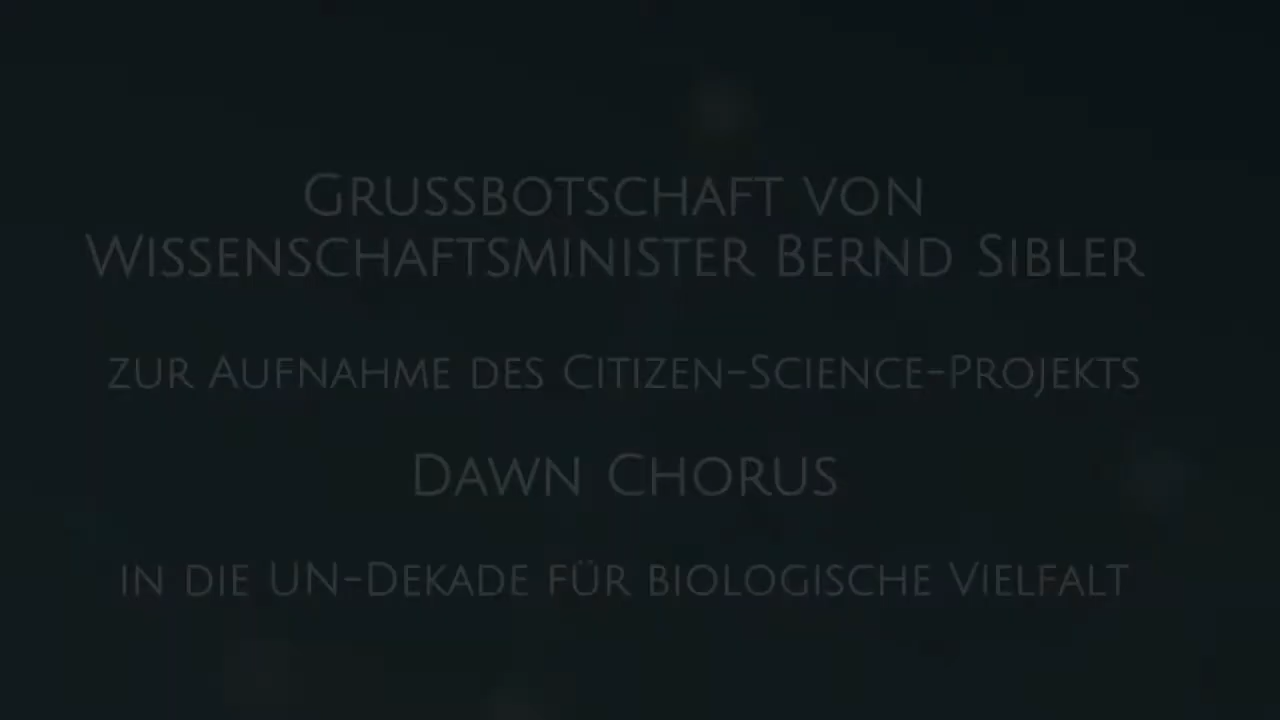 Grussbotschaft von
Wissenschaftsminister Bernd Sibler
zur Aufnahme des Citizen-Science-Projekts
Dawn Chorus
in die UN-Dekade für biologische Vielfalt